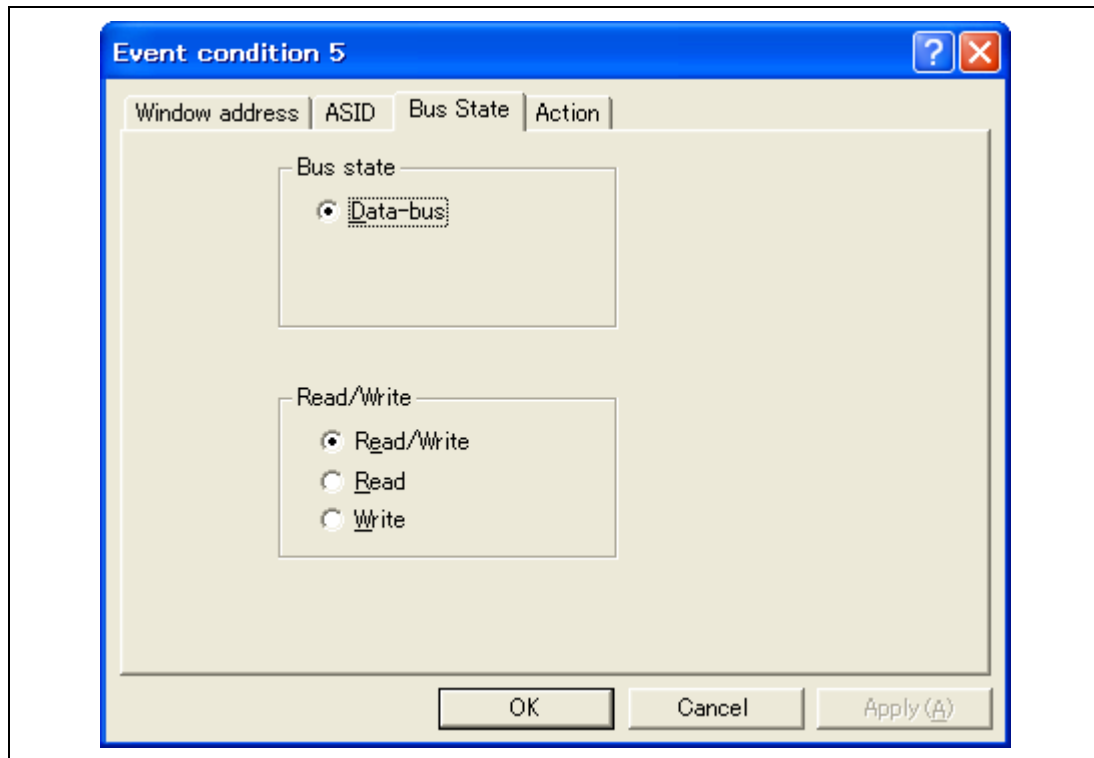 Event condition 5
Window address ASID Bus State Action
Bus state
Data-bus
Read/Write
Read/Write
Read
Write
OK Cancel Apply (A)